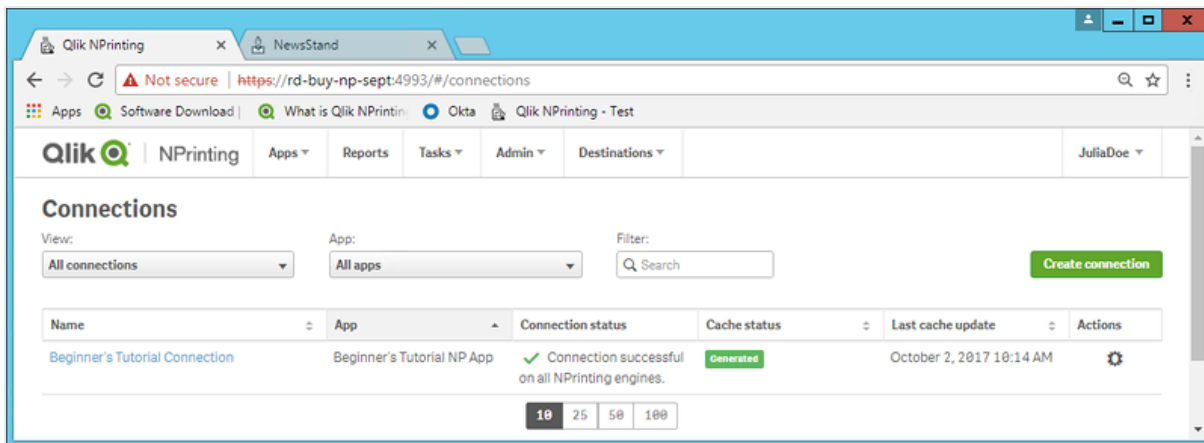 Qlik NPrinting
NewsStand
Not secure | https://rd-buy-np-sept:4993/#/connections
Apps
Software Download |
What is Qlik NPrintin
Okta
Qlik NPrinting - Test
Qlik NPrinting
Apps
Reports
Tasks
Admin
Destinations
JuliaDoe
Connections
View:
App:
Filter:
All connections
All apps
Search
Create connection
Name
App
Connection status
Cache status
Last cache update
Actions
Beginner's Tutorial Connection
Beginner's Tutorial NP App
Connection successful
on all NPrinting engines.
Generated
October 2, 2017 10:14 AM
10 25 50 100